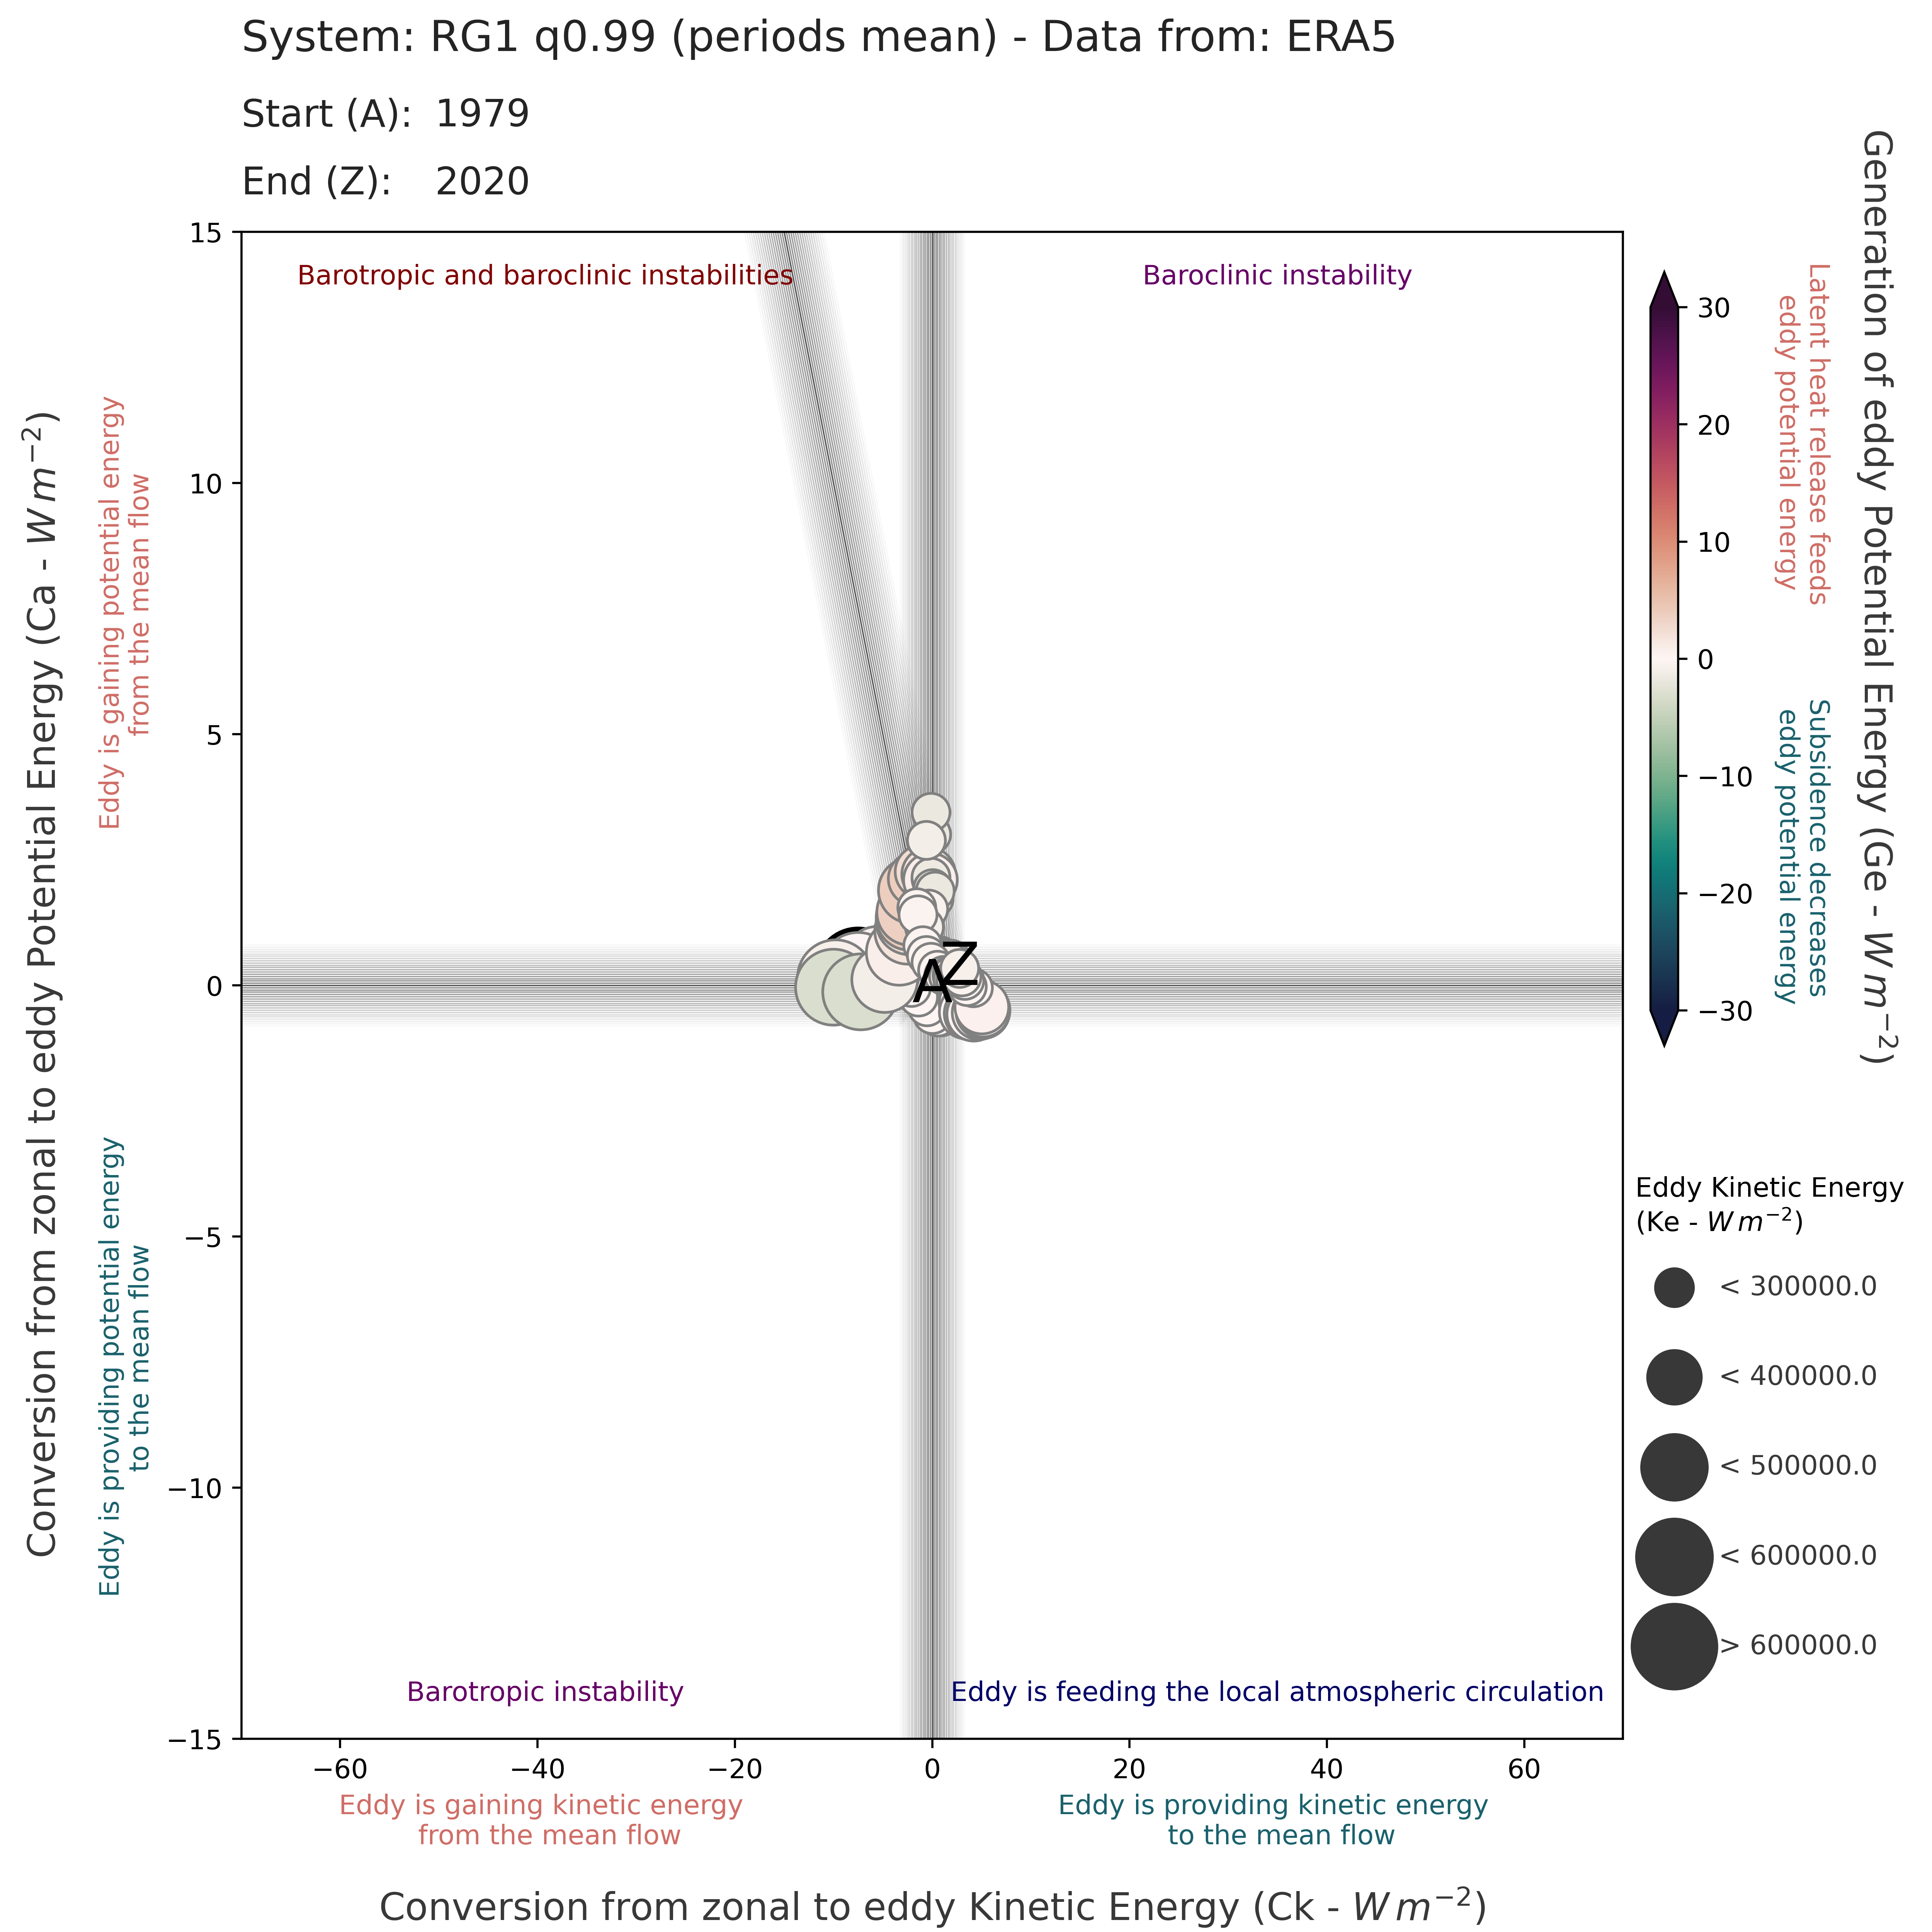 System: RG1 q0.99 (periods mean) - Data from: ERA5
Start (A): 1979
End (Z): 2020
Conversion from zonal to eddy Potential Energy (Ca - W m−2)
Eddy is gaining potential energy
from the mean flow
Eddy is providing potential energy
to the mean flow
15
10
5
0
−5
−10
−15
Barotropic and baroclinic instabilities
Baroclinic instability
A
Z
Barotropic instability
Eddy is feeding the local atmospheric circulation
−60
−40
−20
0
20
40
60
Eddy is gaining kinetic energy
from the mean flow
Eddy is providing kinetic energy
to the mean flow
Conversion from zonal to eddy Kinetic Energy (Ck - W m−2)
30
20
10
0
−10
−20
−30
Latent heat release feeds
eddy potential energy
Subsidence decreases
eddy potential energy
Generation of eddy Potential Energy (Ge - W m−2)
Eddy Kinetic Energy
(Ke - W m−2)
< 300000.0
< 400000.0
< 500000.0
< 600000.0
> 600000.0